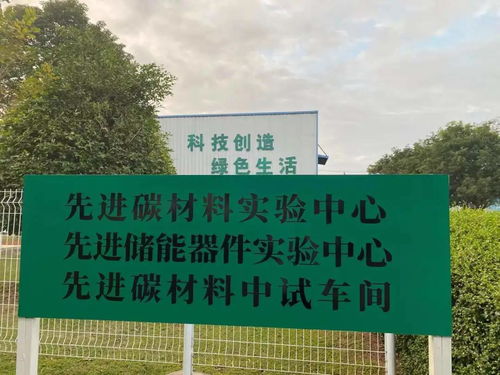 科技创造
绿色生活
先进碳材料实验中心
先进储能器件实验中心
先进碳材料中试车间